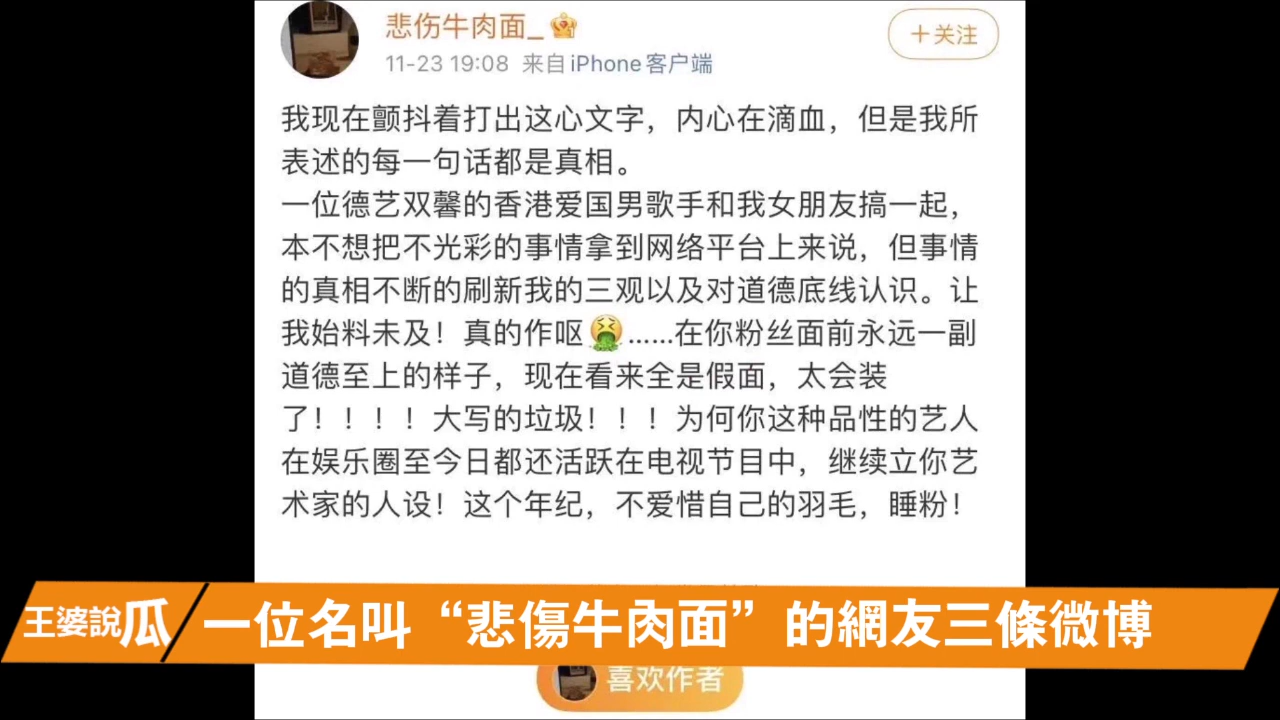 悲伤牛肉面_
+关注
11-23 19:08 来自 iPhone 客户端
我现在颤抖着打出这心文字，内心在滴血，但是我所
表述的每一句话都是真相。
一位德艺双馨的香港爱国男歌手和我女朋友搞一起，
本不想把不光彩的事情拿到网络平台上来说，但事情
的真相不断的刷新我的三观以及对道德底线认识。让
我始料未及！真的作呕🤮……在你粉丝面前永远一副
道德至上的样子，现在看来全是假面，太会装
了！！！！大写的垃圾！！！为何你这种品性的艺人
在娱乐圈至今日都还活跃在电视节目中，继续立你艺
术家的人设！这个年纪，不爱惜自己的羽毛，睡粉！
王婆說瓜
一位名叫“悲傷牛肉面”的網友三條微博
喜欢作者